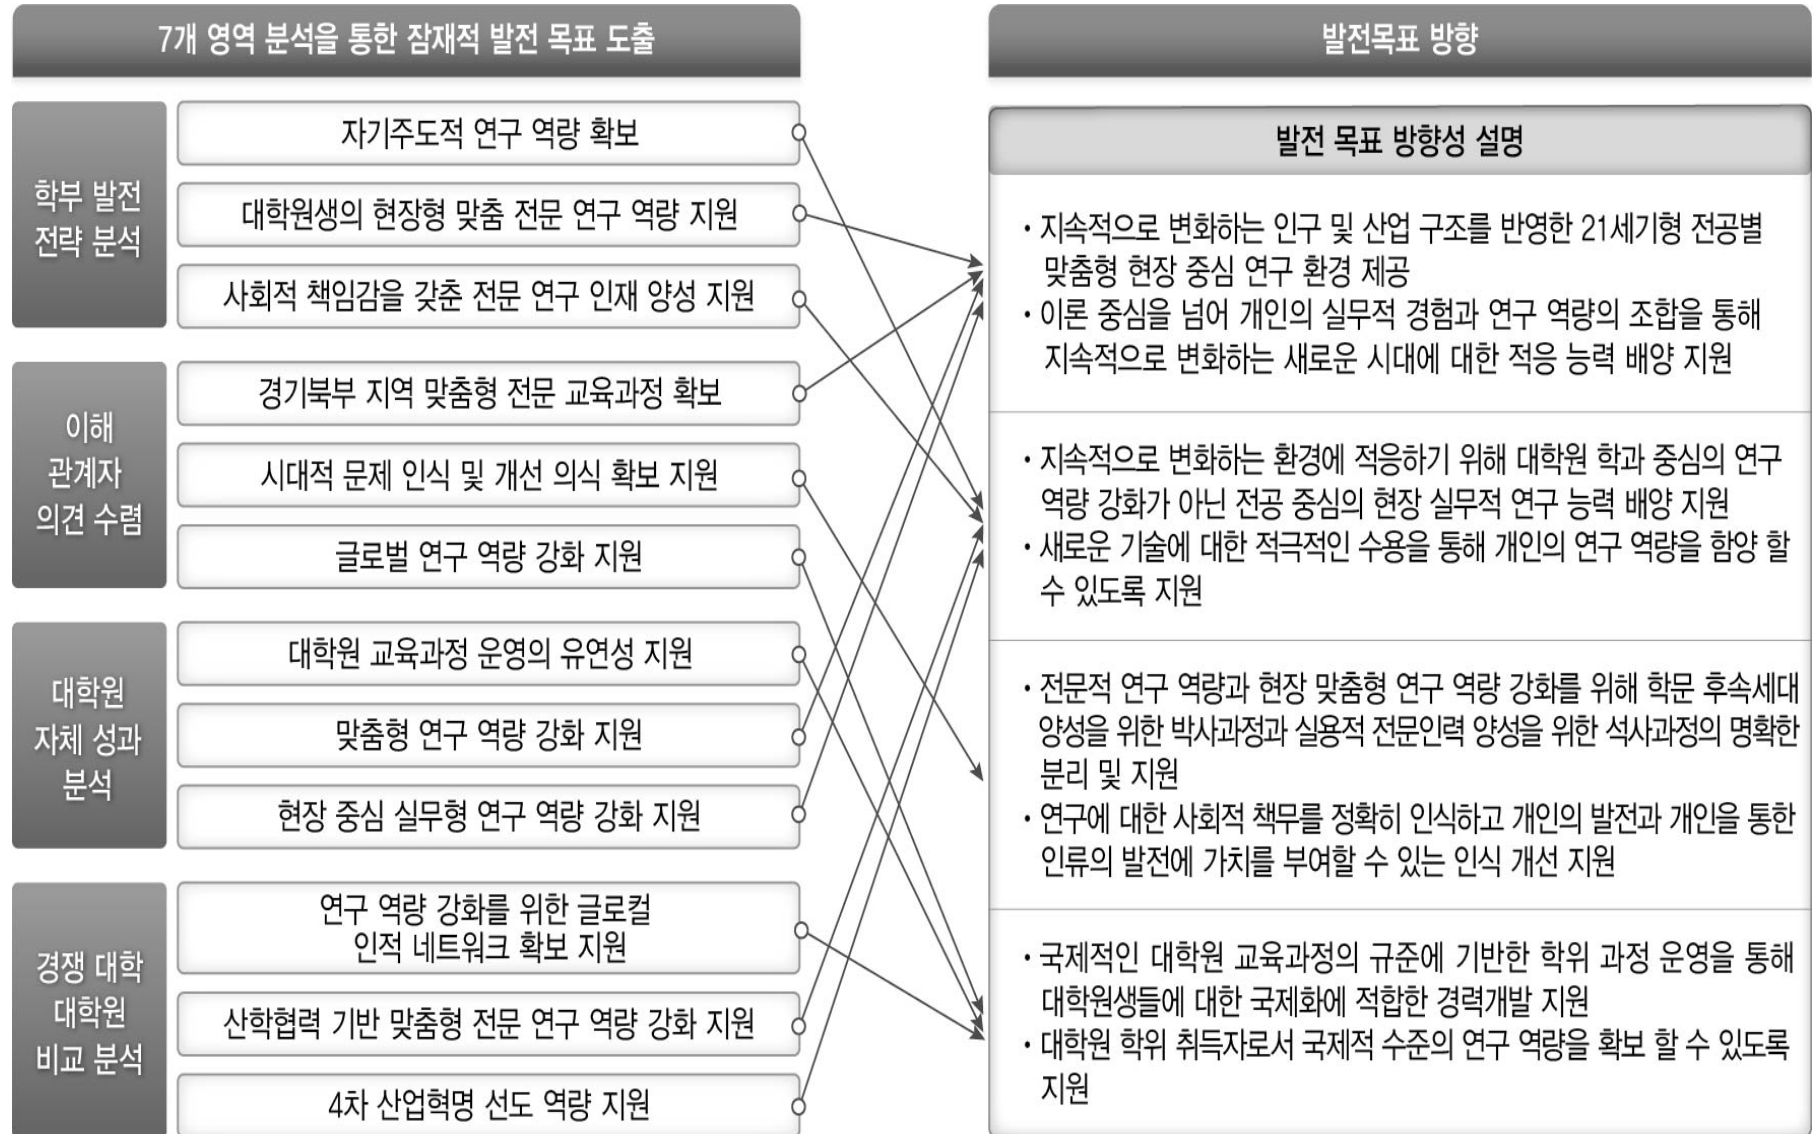 7개 영역 분석을 통한 잠재적 발전 목표 도출
학부 발전
전략 분석
자기주도적 연구 역량 확보
대학원생의 현장형 맞춤 전문 연구 역량 지원
사회적 책임감을 갖춘 전문 연구 인재 양성 지원
이해
관계자
의견 수렴
경기북부 지역 맞춤형 전문 교육과정 확보
시대적 문제 인식 및 개선 의식 확보 지원
글로벌 연구 역량 강화 지원
대학원
자체 성과
분석
대학원 교육과정 운영의 유연성 지원
맞춤형 연구 역량 강화 지원
현장 중심 실무형 연구 역량 강화 지원
경쟁 대학
대학원
비교 분석
연구 역량 강화를 위한 글로컬
인적 네트워크 확보 지원
산학협력 기반 맞춤형 전문 연구 역량 강화 지원
4차 산업혁명 선도 역량 지원
발전목표 방향
발전 목표 방향성 설명
• 지속적으로 변화하는 인구 및 산업 구조를 반영한 21세기형 전공별
맞춤형 현장 중심 연구 환경 제공
• 이론 중심을 넘어 개인의 실무적 경험과 연구 역량의 조합을 통해
지속적으로 변화하는 새로운 시대에 대한 적응 능력 배양 지원
• 지속적으로 변화하는 환경에 적응하기 위해 대학원 학과 중심의 연구
역량 강화가 아닌 전공 중심의 현장 실무적 연구 능력 배양 지원
• 새로운 기술에 대한 적극적인 수용을 통해 개인의 연구 역량을 함양 할
수 있도록 지원
• 전문적 연구 역량과 현장 맞춤형 연구 역량 강화를 위해 학문 후속세대
양성을 위한 박사과정과 실용적 전문인력 양성을 위한 석사과정의 명확한
분리 및 지원
• 연구에 대한 사회적 책무를 정확히 인식하고 개인의 발전과 개인을 통한
인류의 발전에 가치를 부여할 수 있는 인식 개선 지원
• 국제적인 대학원 교육과정의 규준에 기반한 학위 과정 운영을 통해
대학원생들에 대한 국제화에 적합한 경력개발 지원
• 대학원 학위 취득자로서 국제적 수준의 연구 역량을 확보 할 수 있도록
지원